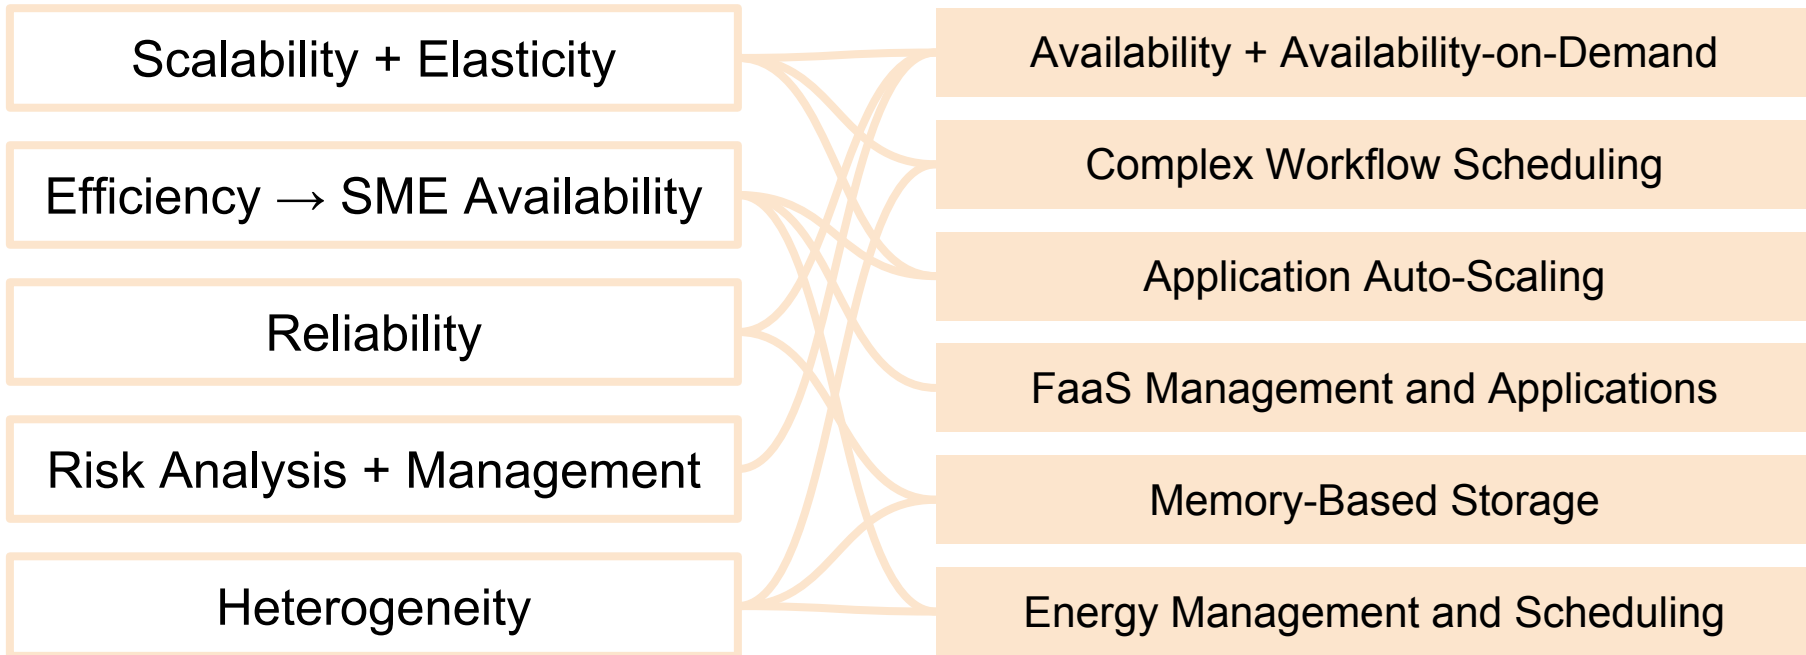 Scalability + Elasticity
Efficiency → SME Availability
Reliability
Risk Analysis + Management
Heterogeneity
Availability + Availability-on-Demand
Complex Workflow Scheduling
Application Auto-Scaling
FaaS Management and Applications
Memory-Based Storage
Energy Management and Scheduling